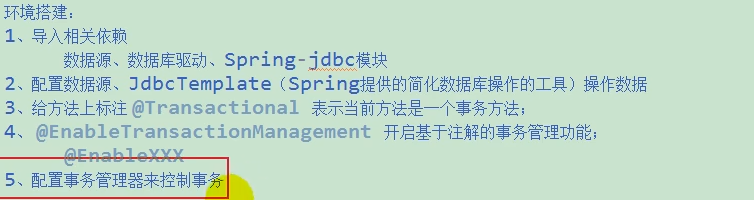 环境搭建：
1、导入相关依赖
数据源、数据库驱动、Spring-jdbc模块
2、配置数据源、JdbcTemplate（Spring提供的简化数据库操作的工具）操作数据
3、给方法上标注 @Transactional 表示当前方法是一个事务方法；
4、 @EnableTransactionManagement 开启基于注解的事务管理功能；
@EnableXXX
5、配置事务管理器来控制事务